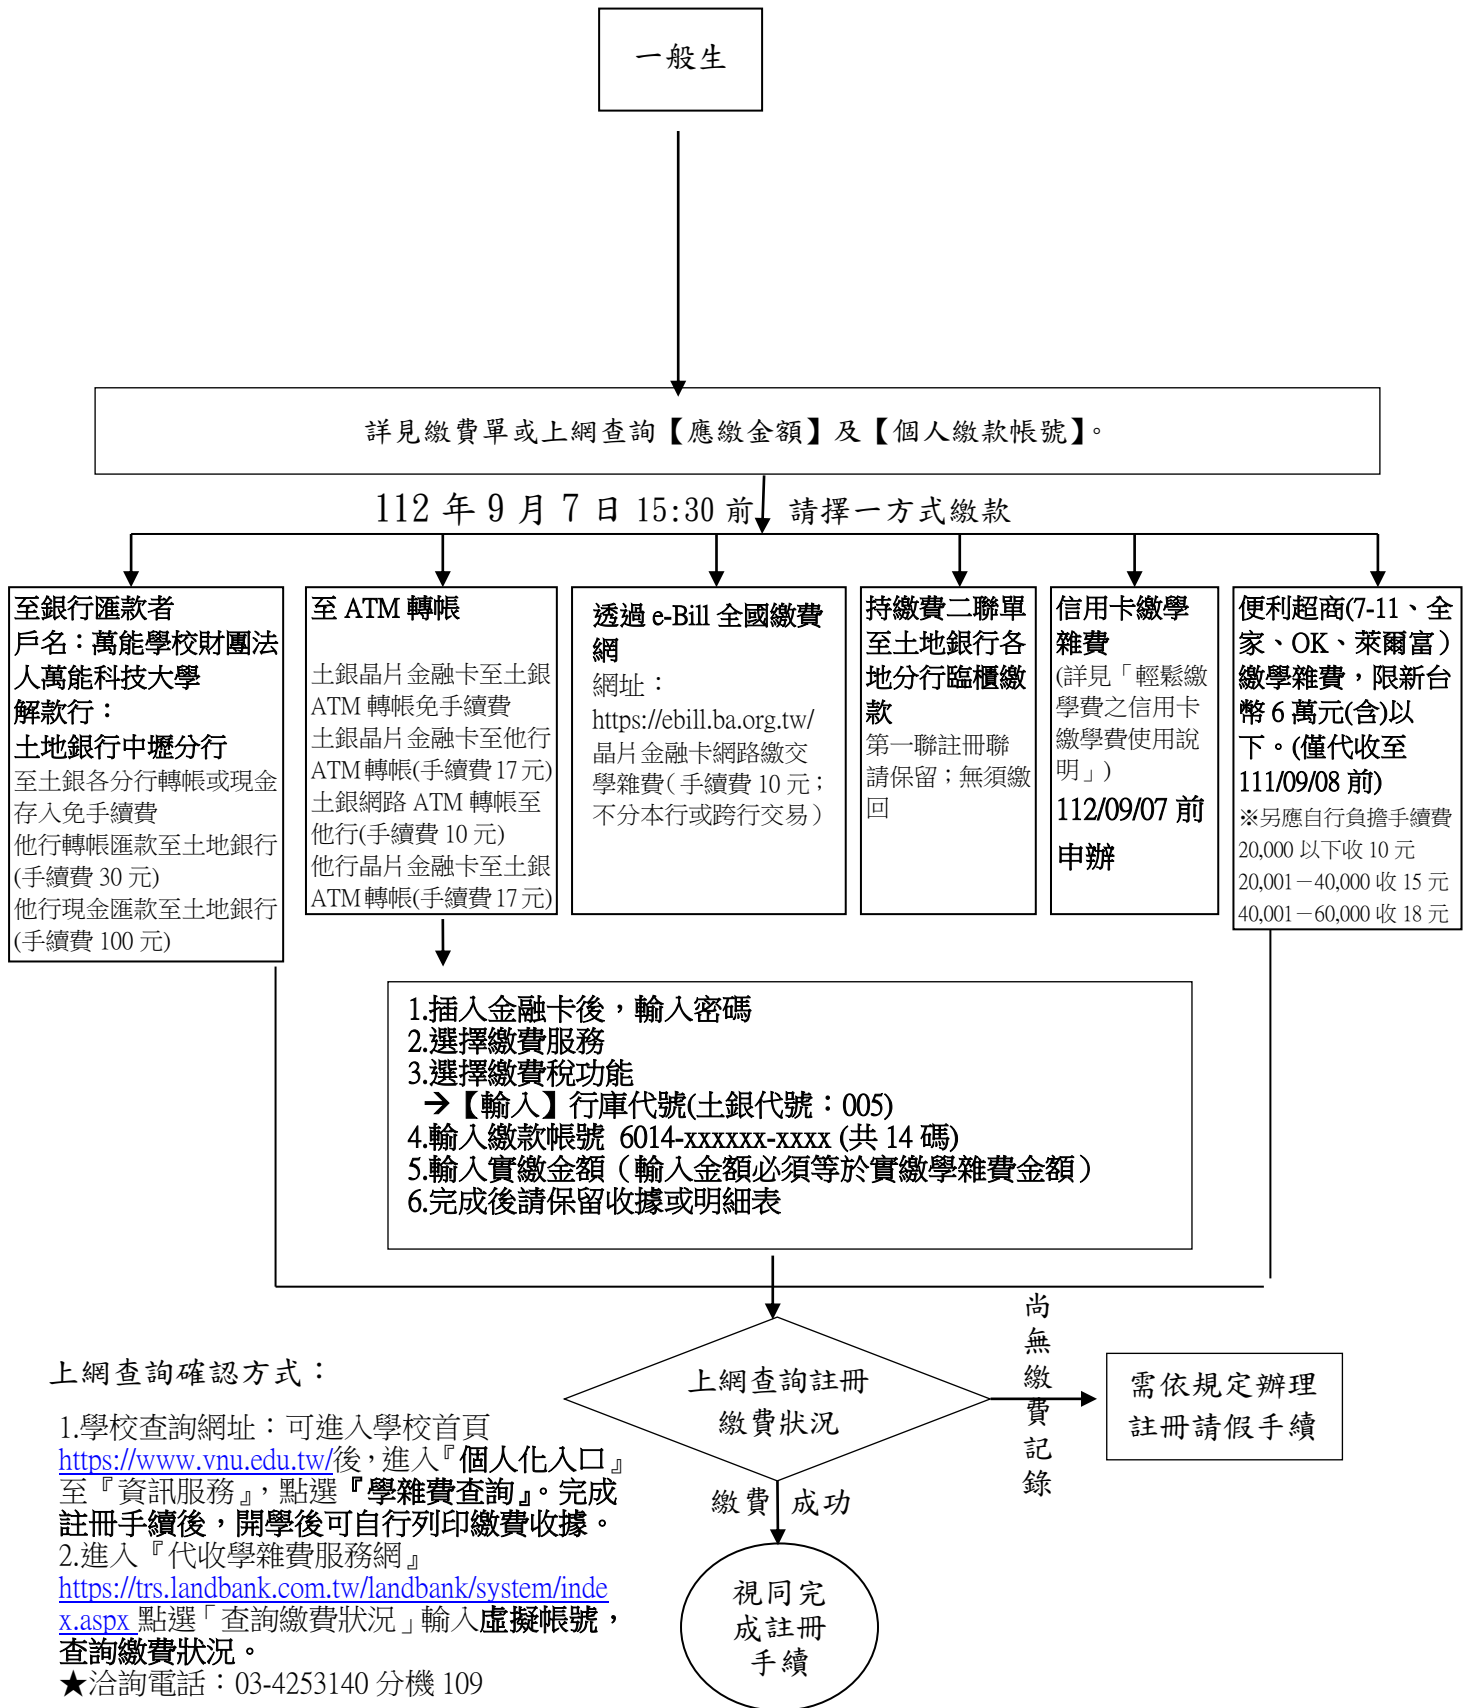 一般生
詳見繳費單或上網查詢【應繳金額】及【個人繳款帳號】。
112 年 9 月 7 日 15:30 前 請擇一方式繳款
至銀行匯款者
戶名：萬能學校財團法
人萬能科技大學
解款行：
土地銀行中壢分行
至土銀各分行轉帳或現金
存入免手續費
他行轉帳匯款至土地銀行
(手續費 30 元)
他行現金匯款至土地銀行
(手續費 100 元)
至 ATM 轉帳
土銀晶片金融卡至土銀
ATM 轉帳免手續費
土銀晶片金融卡至他行
ATM 轉帳(手續費 17 元)
土銀網路 ATM 轉帳至
他行(手續費 10 元)
他行晶片金融卡至土銀
ATM 轉帳(手續費 17 元)
透過 e-Bill 全國繳費
網
網址：
https://ebill.ba.org.tw/
晶片金融卡網路繳交
學雜費（手續費 10 元；
不分本行或跨行交易）
持繳費二聯單
至土地銀行各
地分行臨櫃繳
款
第一聯註冊聯
請保留；無須繳
回
信用卡繳學
雜費
(詳見「輕鬆繳
學費之信用卡
繳學費使用說
明」)
112/09/07 前
申辦
便利超商(7-11、全
家、OK、萊爾富）
繳學雜費，限新台
幣 6 萬元(含)以
下。(僅代收至
111/09/08 前)
※另應自行負擔手續費
20,000 以下收 10 元
20,001－40,000 收 15 元
40,001－60,000 收 18 元
1.插入金融卡後，輸入密碼
2.選擇繳費服務
3.選擇繳費稅功能
➔【輸入】行庫代號(土銀代號：005)
4.輸入繳款帳號 6014-xxxxxx-xxxx (共 14 碼)
5.輸入實繳金額（輸入金額必須等於實繳學雜費金額）
6.完成後請保留收據或明細表
上網查詢註冊
繳費狀況
尚無繳費記錄
需依規定辦理
註冊請假手續
繳費 成功
視同完
成註冊
手續
上網查詢確認方式：
1.學校查詢網址：可進入學校首頁
https://www.vnu.edu.tw/後，進入『個人化入口』
至『資訊服務』，點選『學雜費查詢』。完成
註冊手續後，開學後可自行列印繳費收據。
2.進入『代收學雜費服務網』
https://trs.landbank.com.tw/landbank/system/inde
x.aspx 點選「查詢繳費狀況」輸入虛擬帳號，
查詢繳費狀況。
★洽詢電話：03-4253140 分機 109